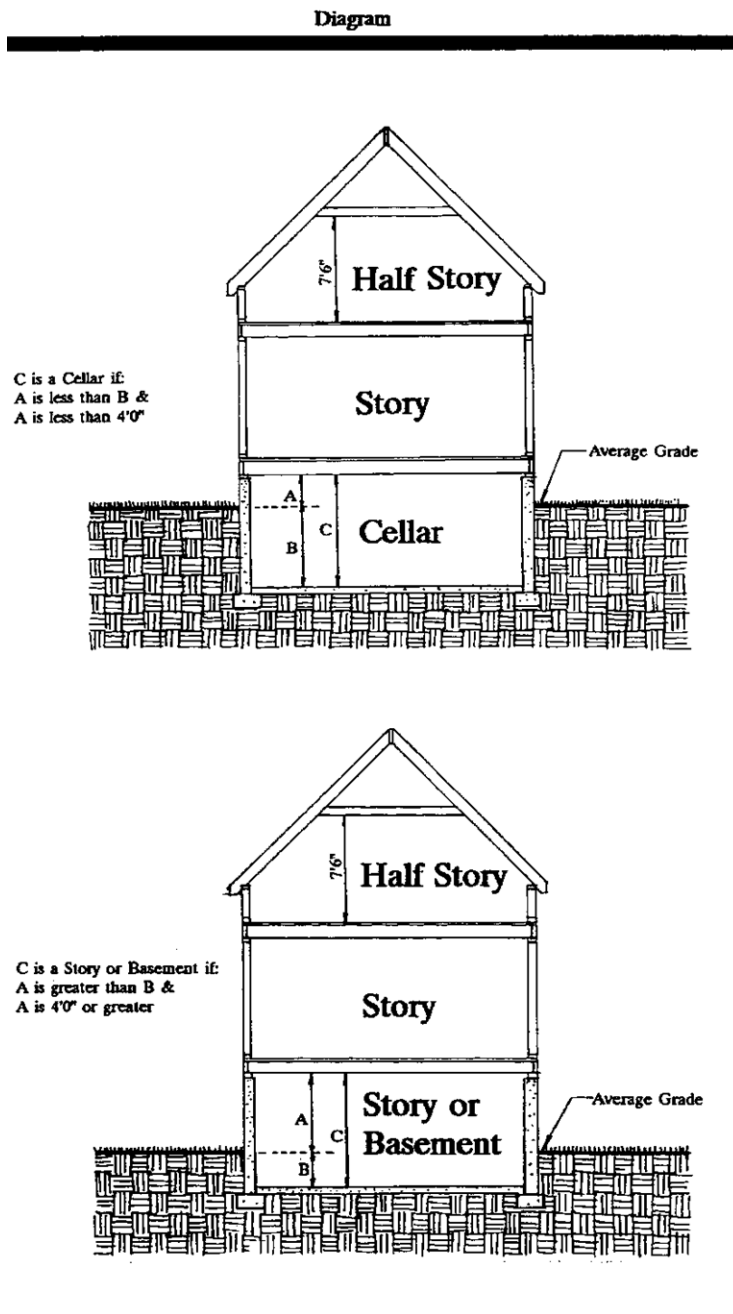 Diagram
7'6"
Half Story
C is a Cellar if:
A is less than B &
A is less than 4'0"
Story
Average Grade
A
B
C
Cellar
7'6"
Half Story
C is a Story or Basement if:
A is greater than B &
A is 4'0" or greater
Story
A
B
C
Story or
Basement
Average Grade